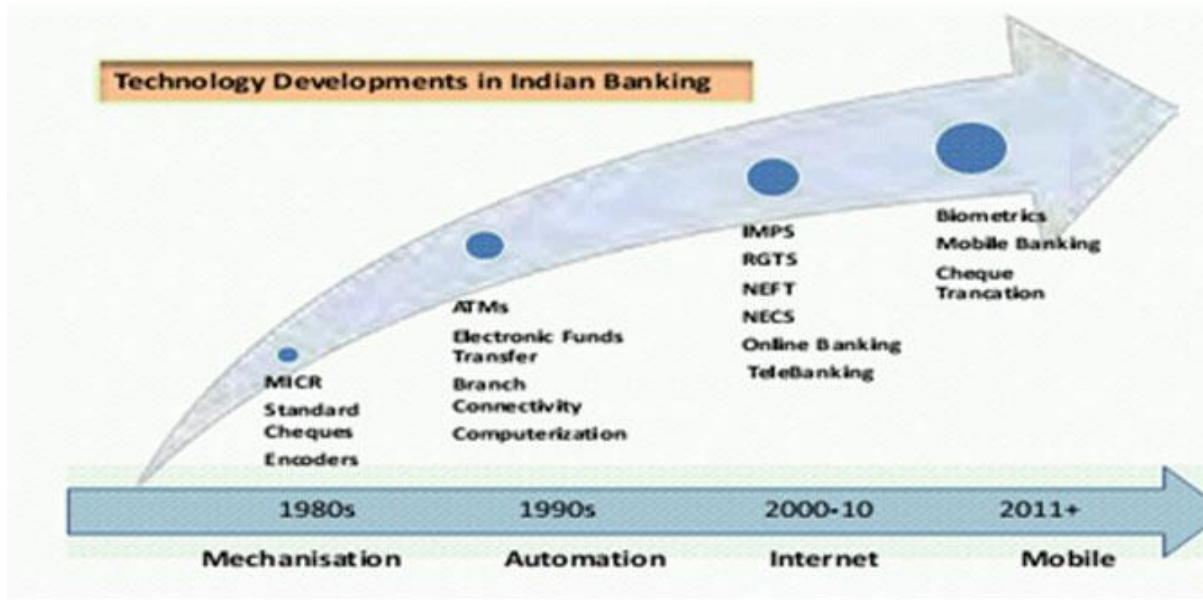 Technology Developments in Indian Banking
MICR
Standard
Cheques
Encoders
ATMs
Electronic Funds
Transfer
Branch
Connectivity
Computerization
IMPS
RGTS
NEFT
NECS
Online Banking
TeleBanking
Biometrics
Mobile Banking
Cheque
Trancation
1980s
1990s
2000-10
2011+
Mechanisation
Automation
Internet
Mobile